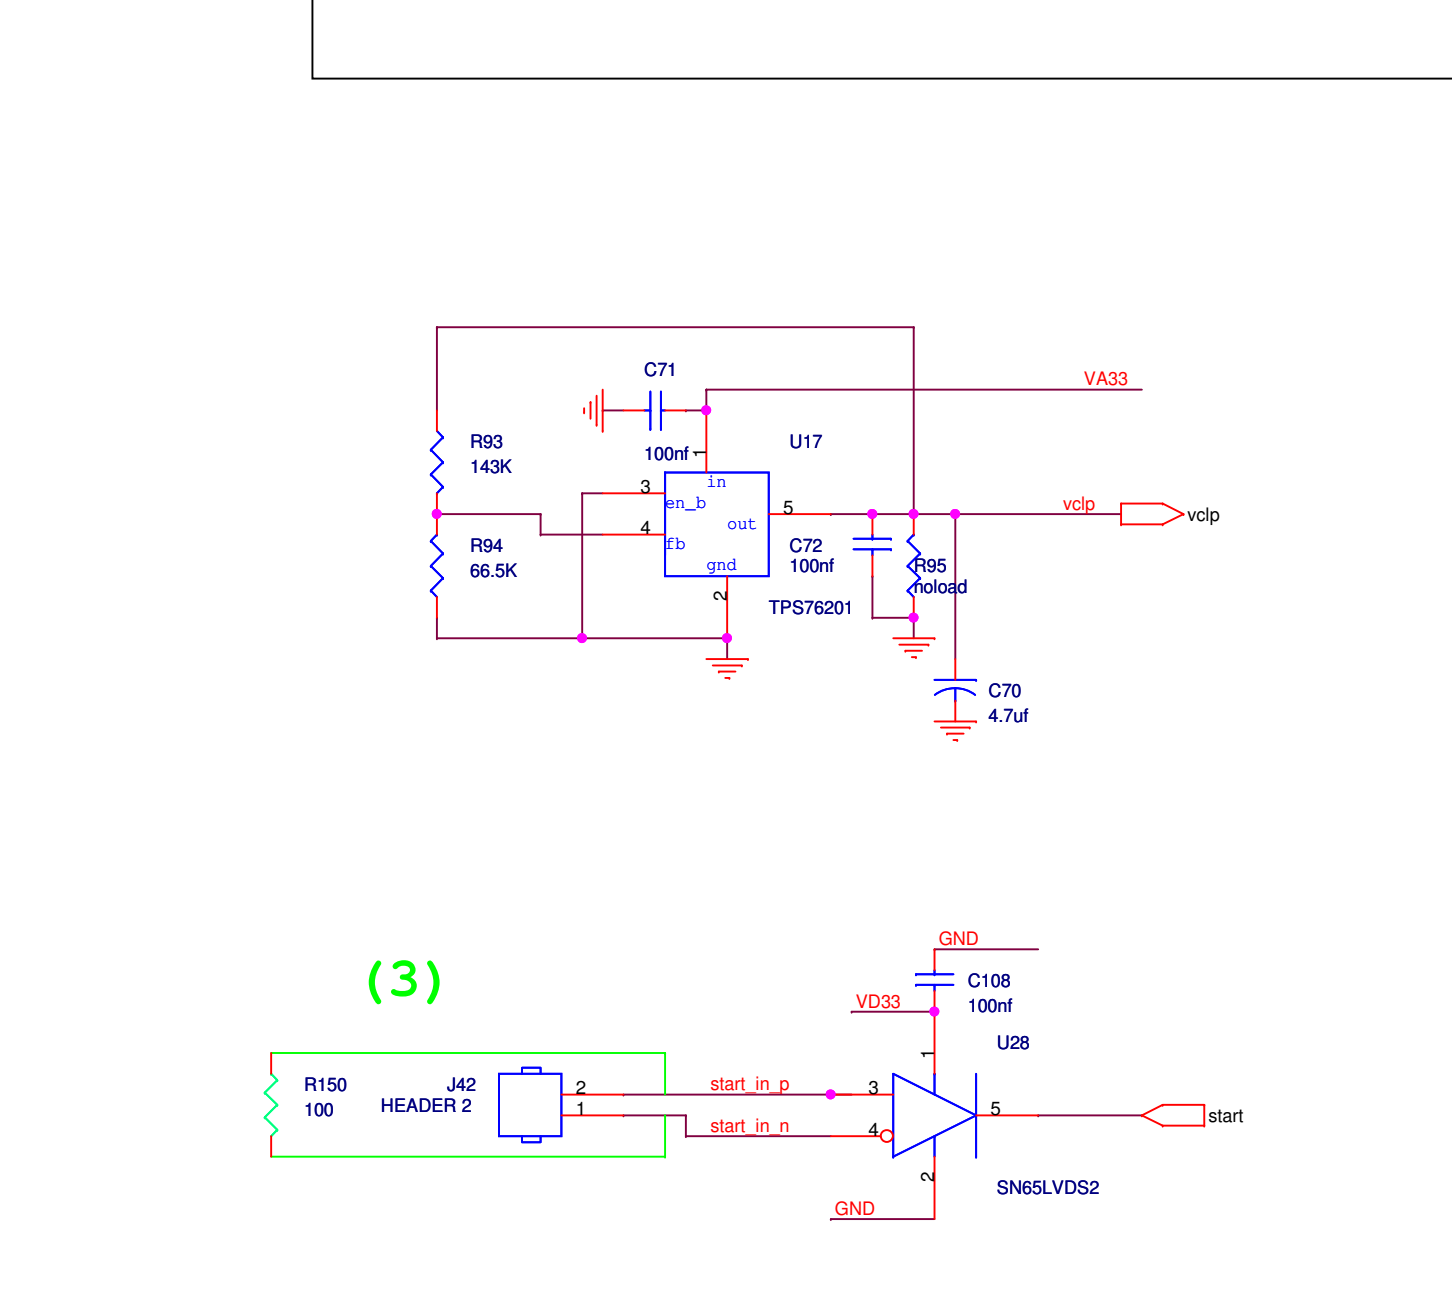 C71
VA33
R93
143K
U17
100nf
1
in
3
en_b
5
out
vclp
vclp
4
fb
R94
66.5K
C72
100nf
gnd
R95
noload
2
TPS76201
C70
4.7uf
GND
(3)
C108
100nf
VD33
U28
1
R150
100
J42
HEADER 2
2
1
start_in_p
3
start_in_n
4
5
start
2
SN65LVDS2
GND